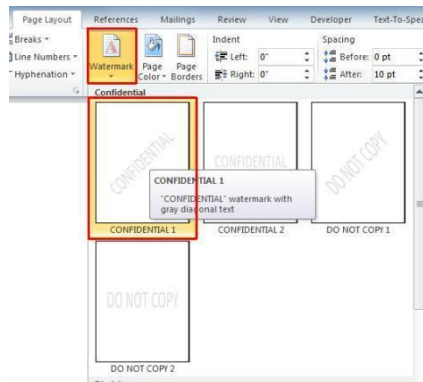 Page Layout References Mailings Review View Developer Text-To-Spea
Breaks Indent Spacing
Line Numbers Watermark Page Color Page Borders Left: 0" Before: 0 pt
Hyphenation Right: 0" After: 10 pt
Confidential
CONFIDENTIAL CONFIDENTIAL DO NOT COPY
CONFIDENTIAL 1
"CONFIDENTIAL" watermark with
gray diagonal text
CONFIDENTIAL 1 CONFIDENTIAL 2 DO NOT COPY 1
DO NOT COPY
DO NOT COPY 2